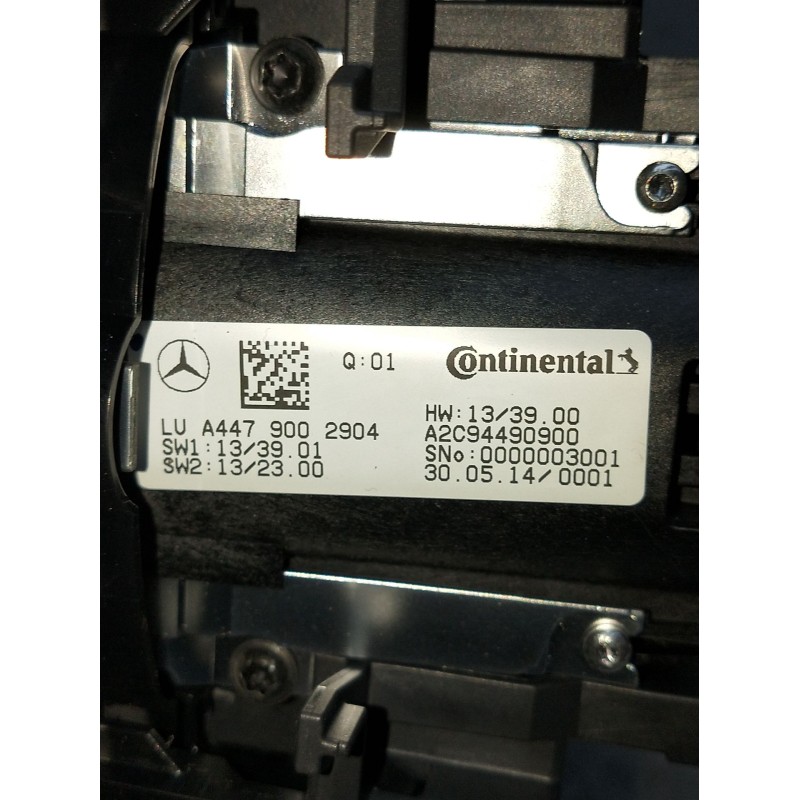 Q:01
Continental
LU A447 900 2904
SW1:13/39.01
SW2:13/23.00
HW:13/39.00
A2C94490900
SNo:0000003001
30.05.14/0001